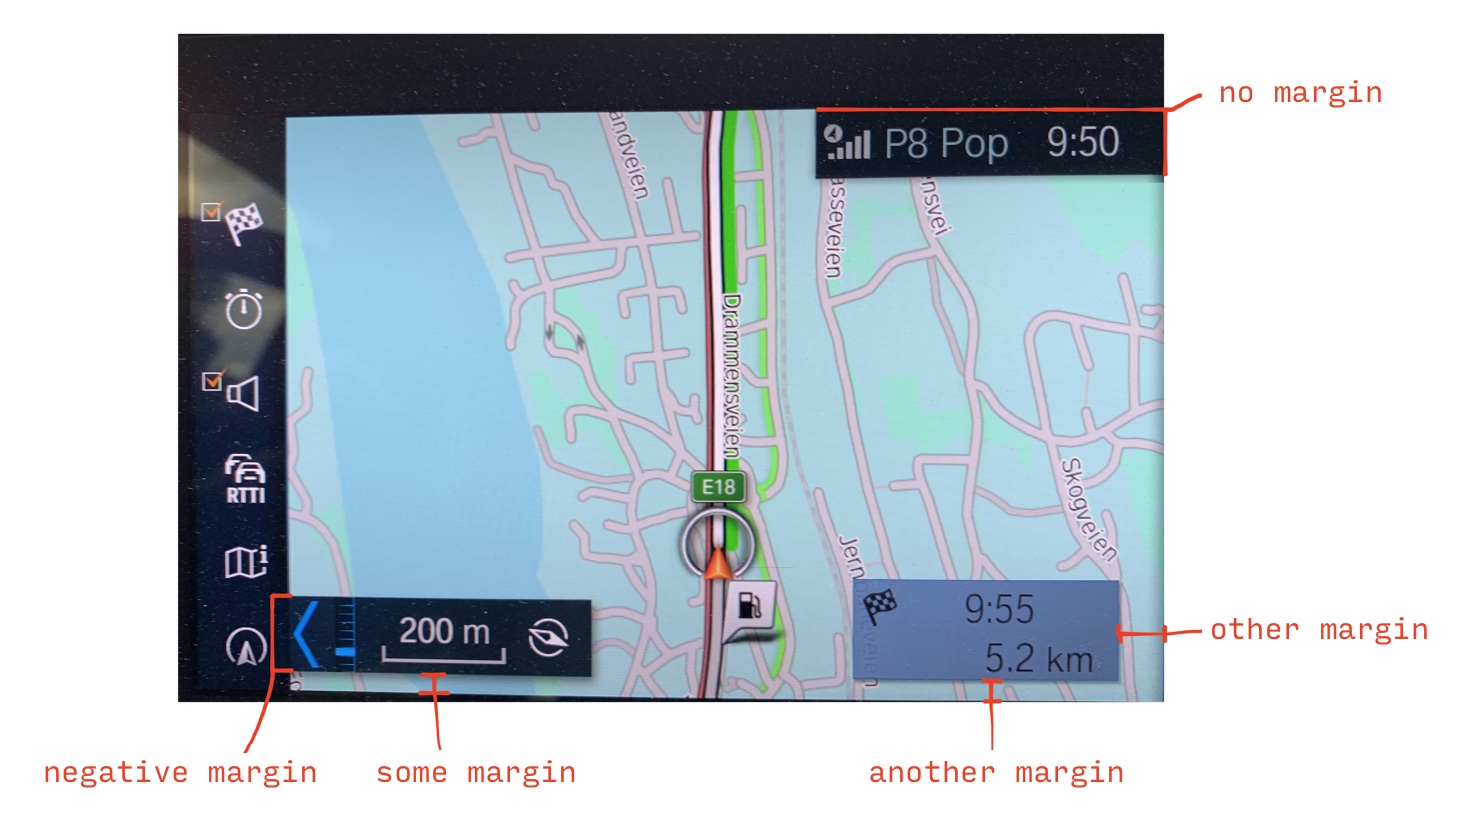 no margin
P8 Pop 9:50
andveien
asseveien
nsvei
Drammensveien
E18
Skogveien
Jern
veien
RTTI
i
200 m
9:55
5.2 km
other margin
negative margin
some margin
another margin